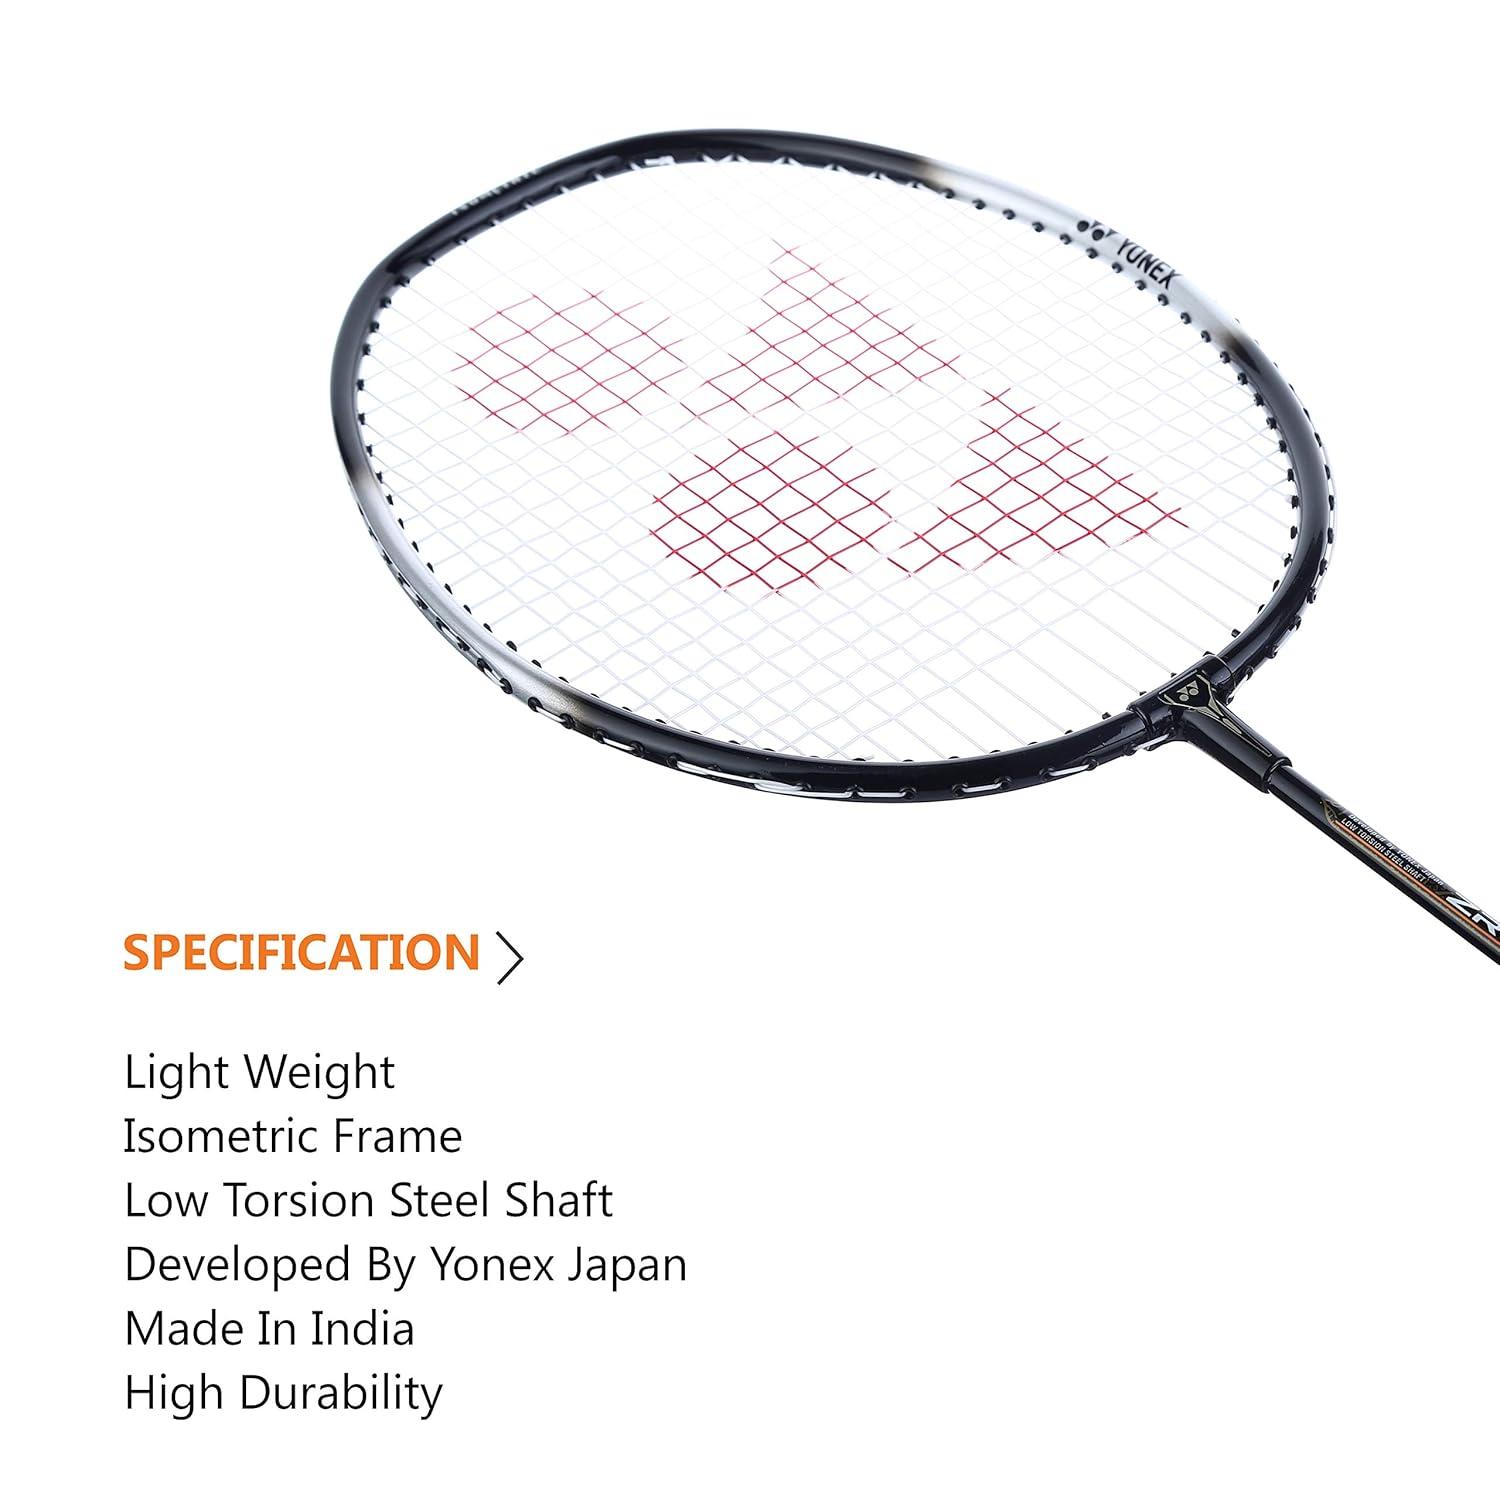 YONEX
Developed by YONEX Japan
LOW TORSION STEEL SHAFT
ZR
SPECIFICATION
Light Weight
Isometric Frame
Low Torsion Steel Shaft
Developed By Yonex Japan
Made In India
High Durability